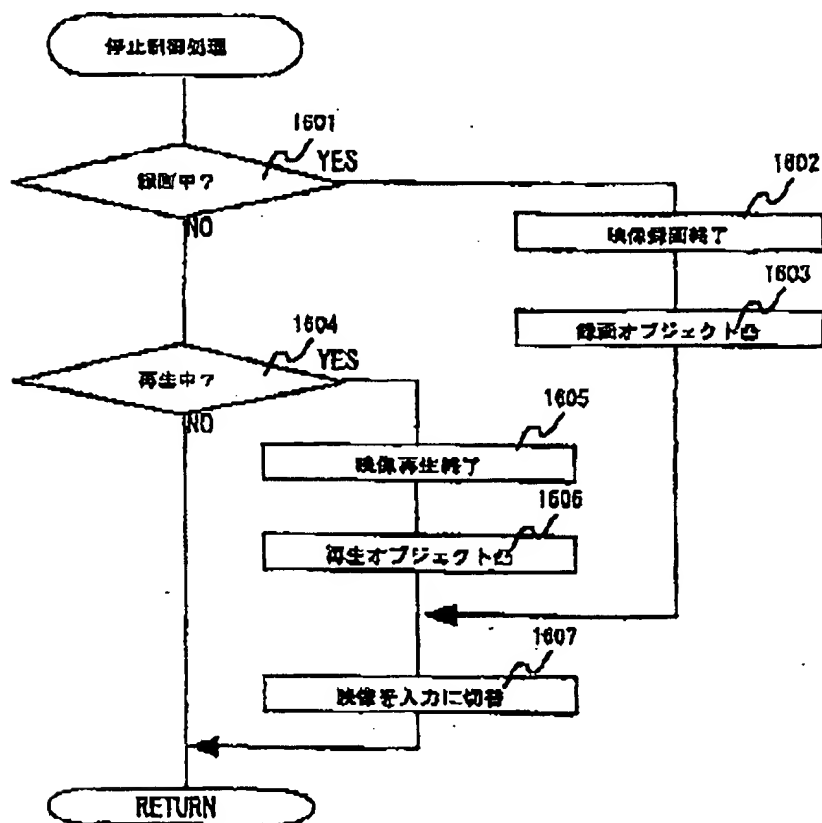 停止制御処理
1601
録画中?
YES
NO
1602
映像録画終了
1603
録画オブジェクト凸
1604
再生中?
YES
NO
1605
映像再生終了
1606
再生オブジェクト凸
1607
映像を入力に切替
RETURN